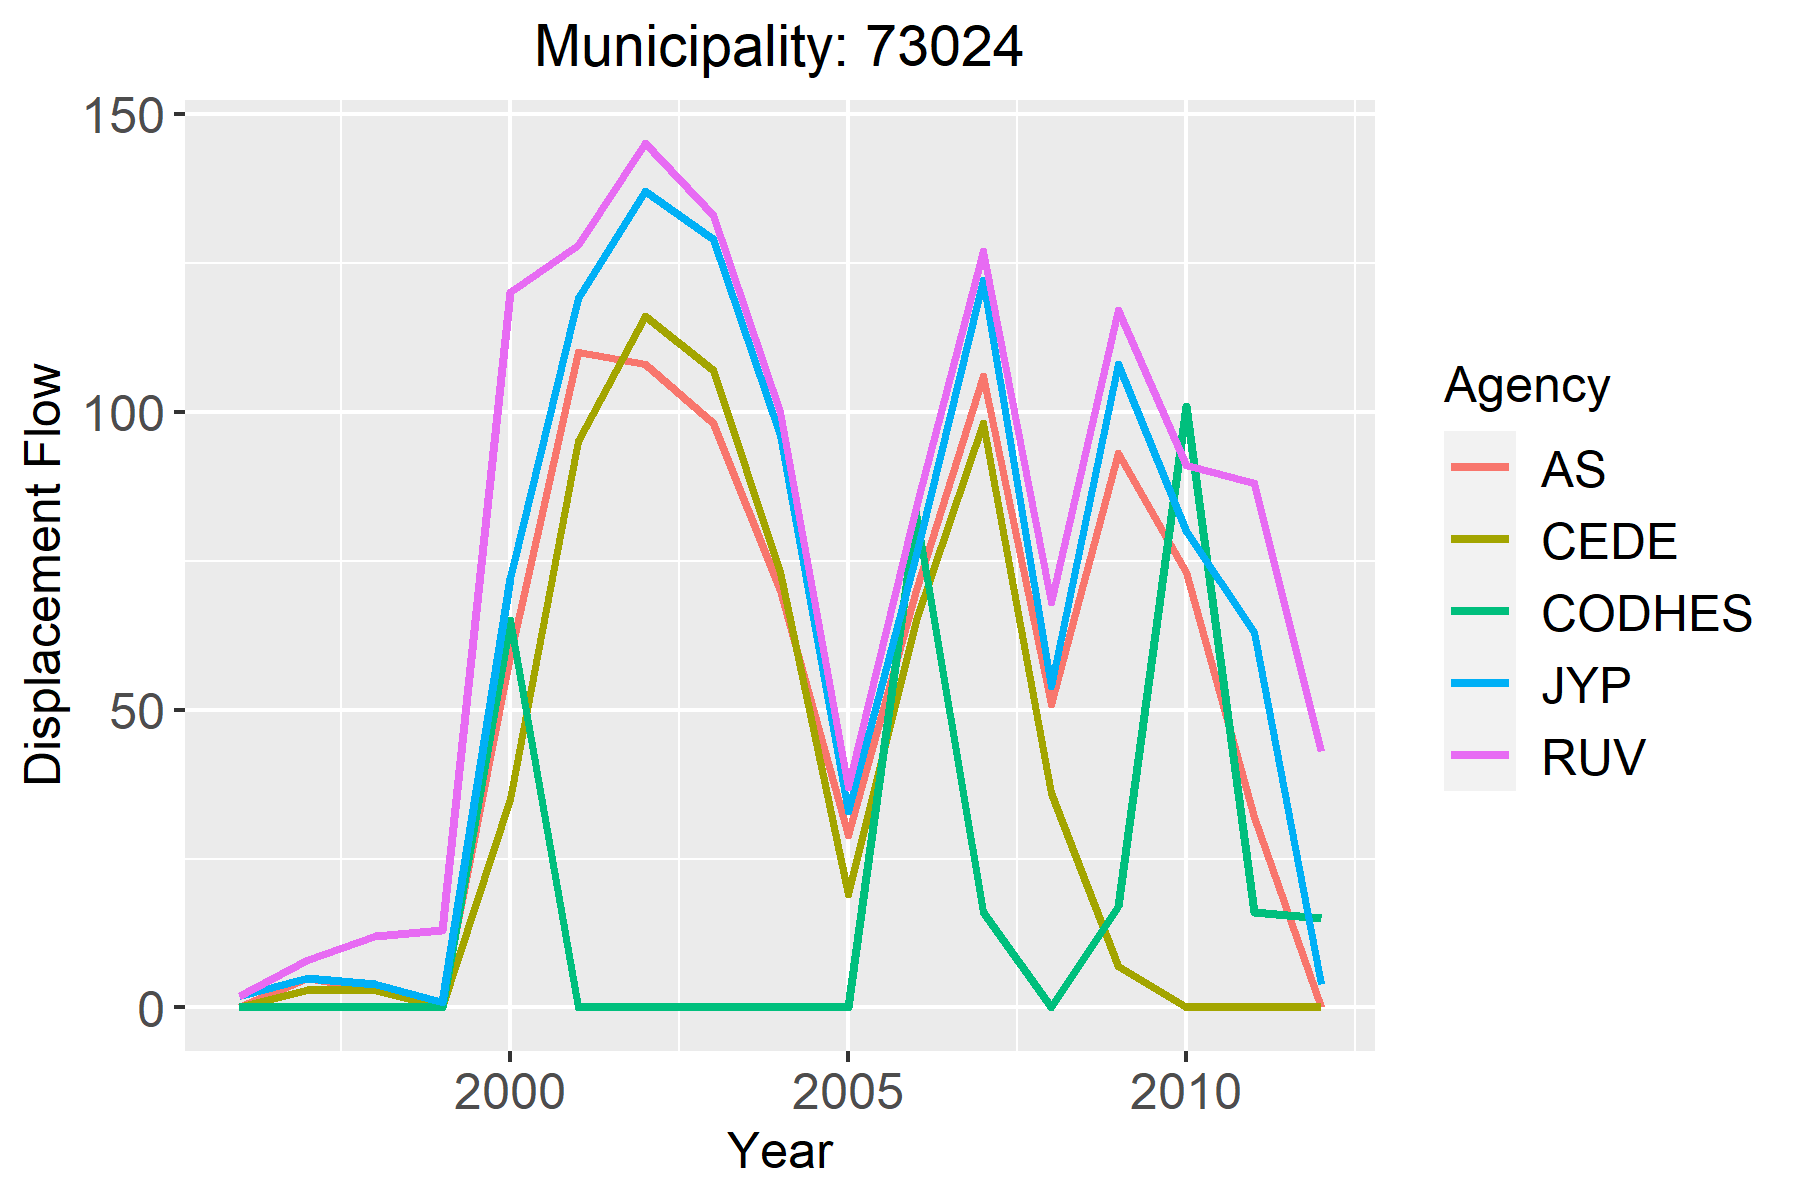 Municipality: 73024
150
100
50
0
Displacement Flow
2000 2005 2010
Year
Agency
AS
CEDE
CODHES
JYP
RUV